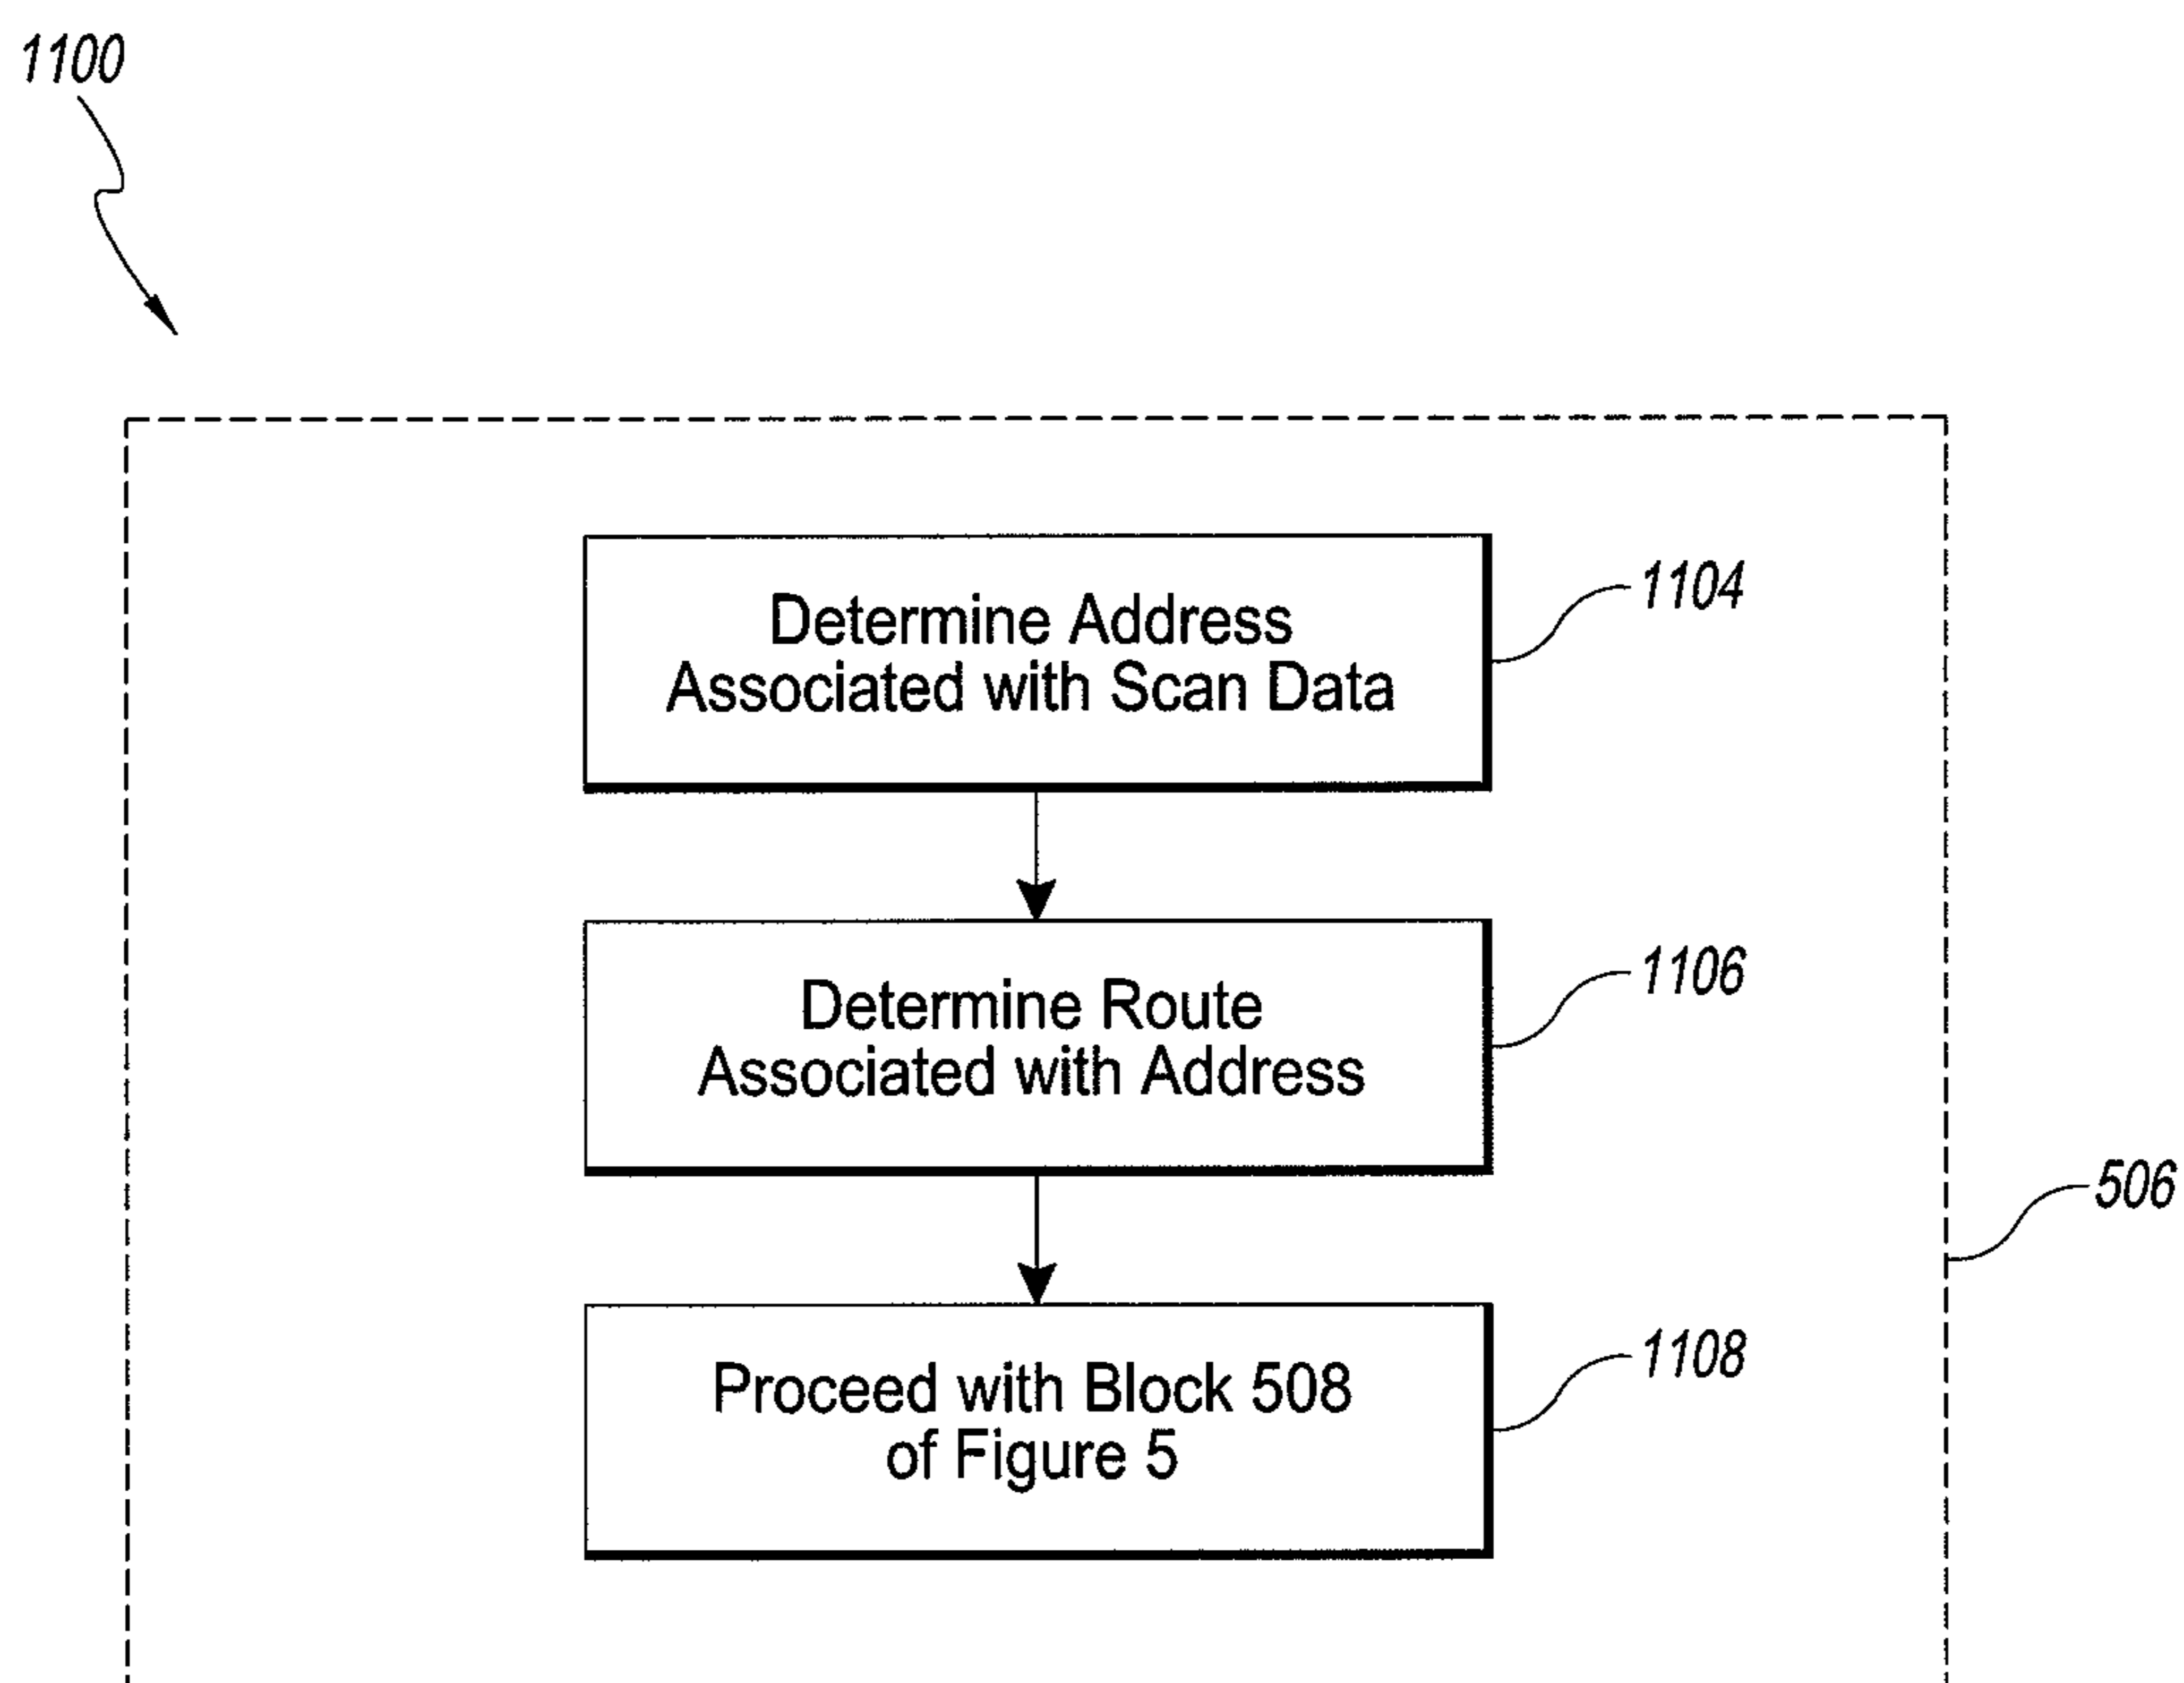 1100
Determine Address
Associated with Scan Data
1104
Determine Route
Associated with Address
1106
506
Proceed with Block 508
of Figure 5
1108